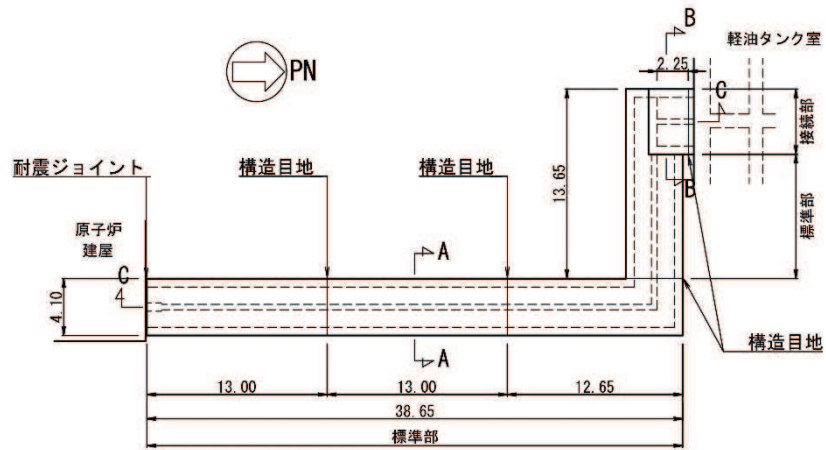 B
軽油タンク室
2.25
PN
C
接続部
耐震ジョイント
構造目地
構造目地
13.65
B
標準部
原子炉
建屋
C
A
4.10
構造目地
A
13.00
13.00
12.65
38.65
標準部